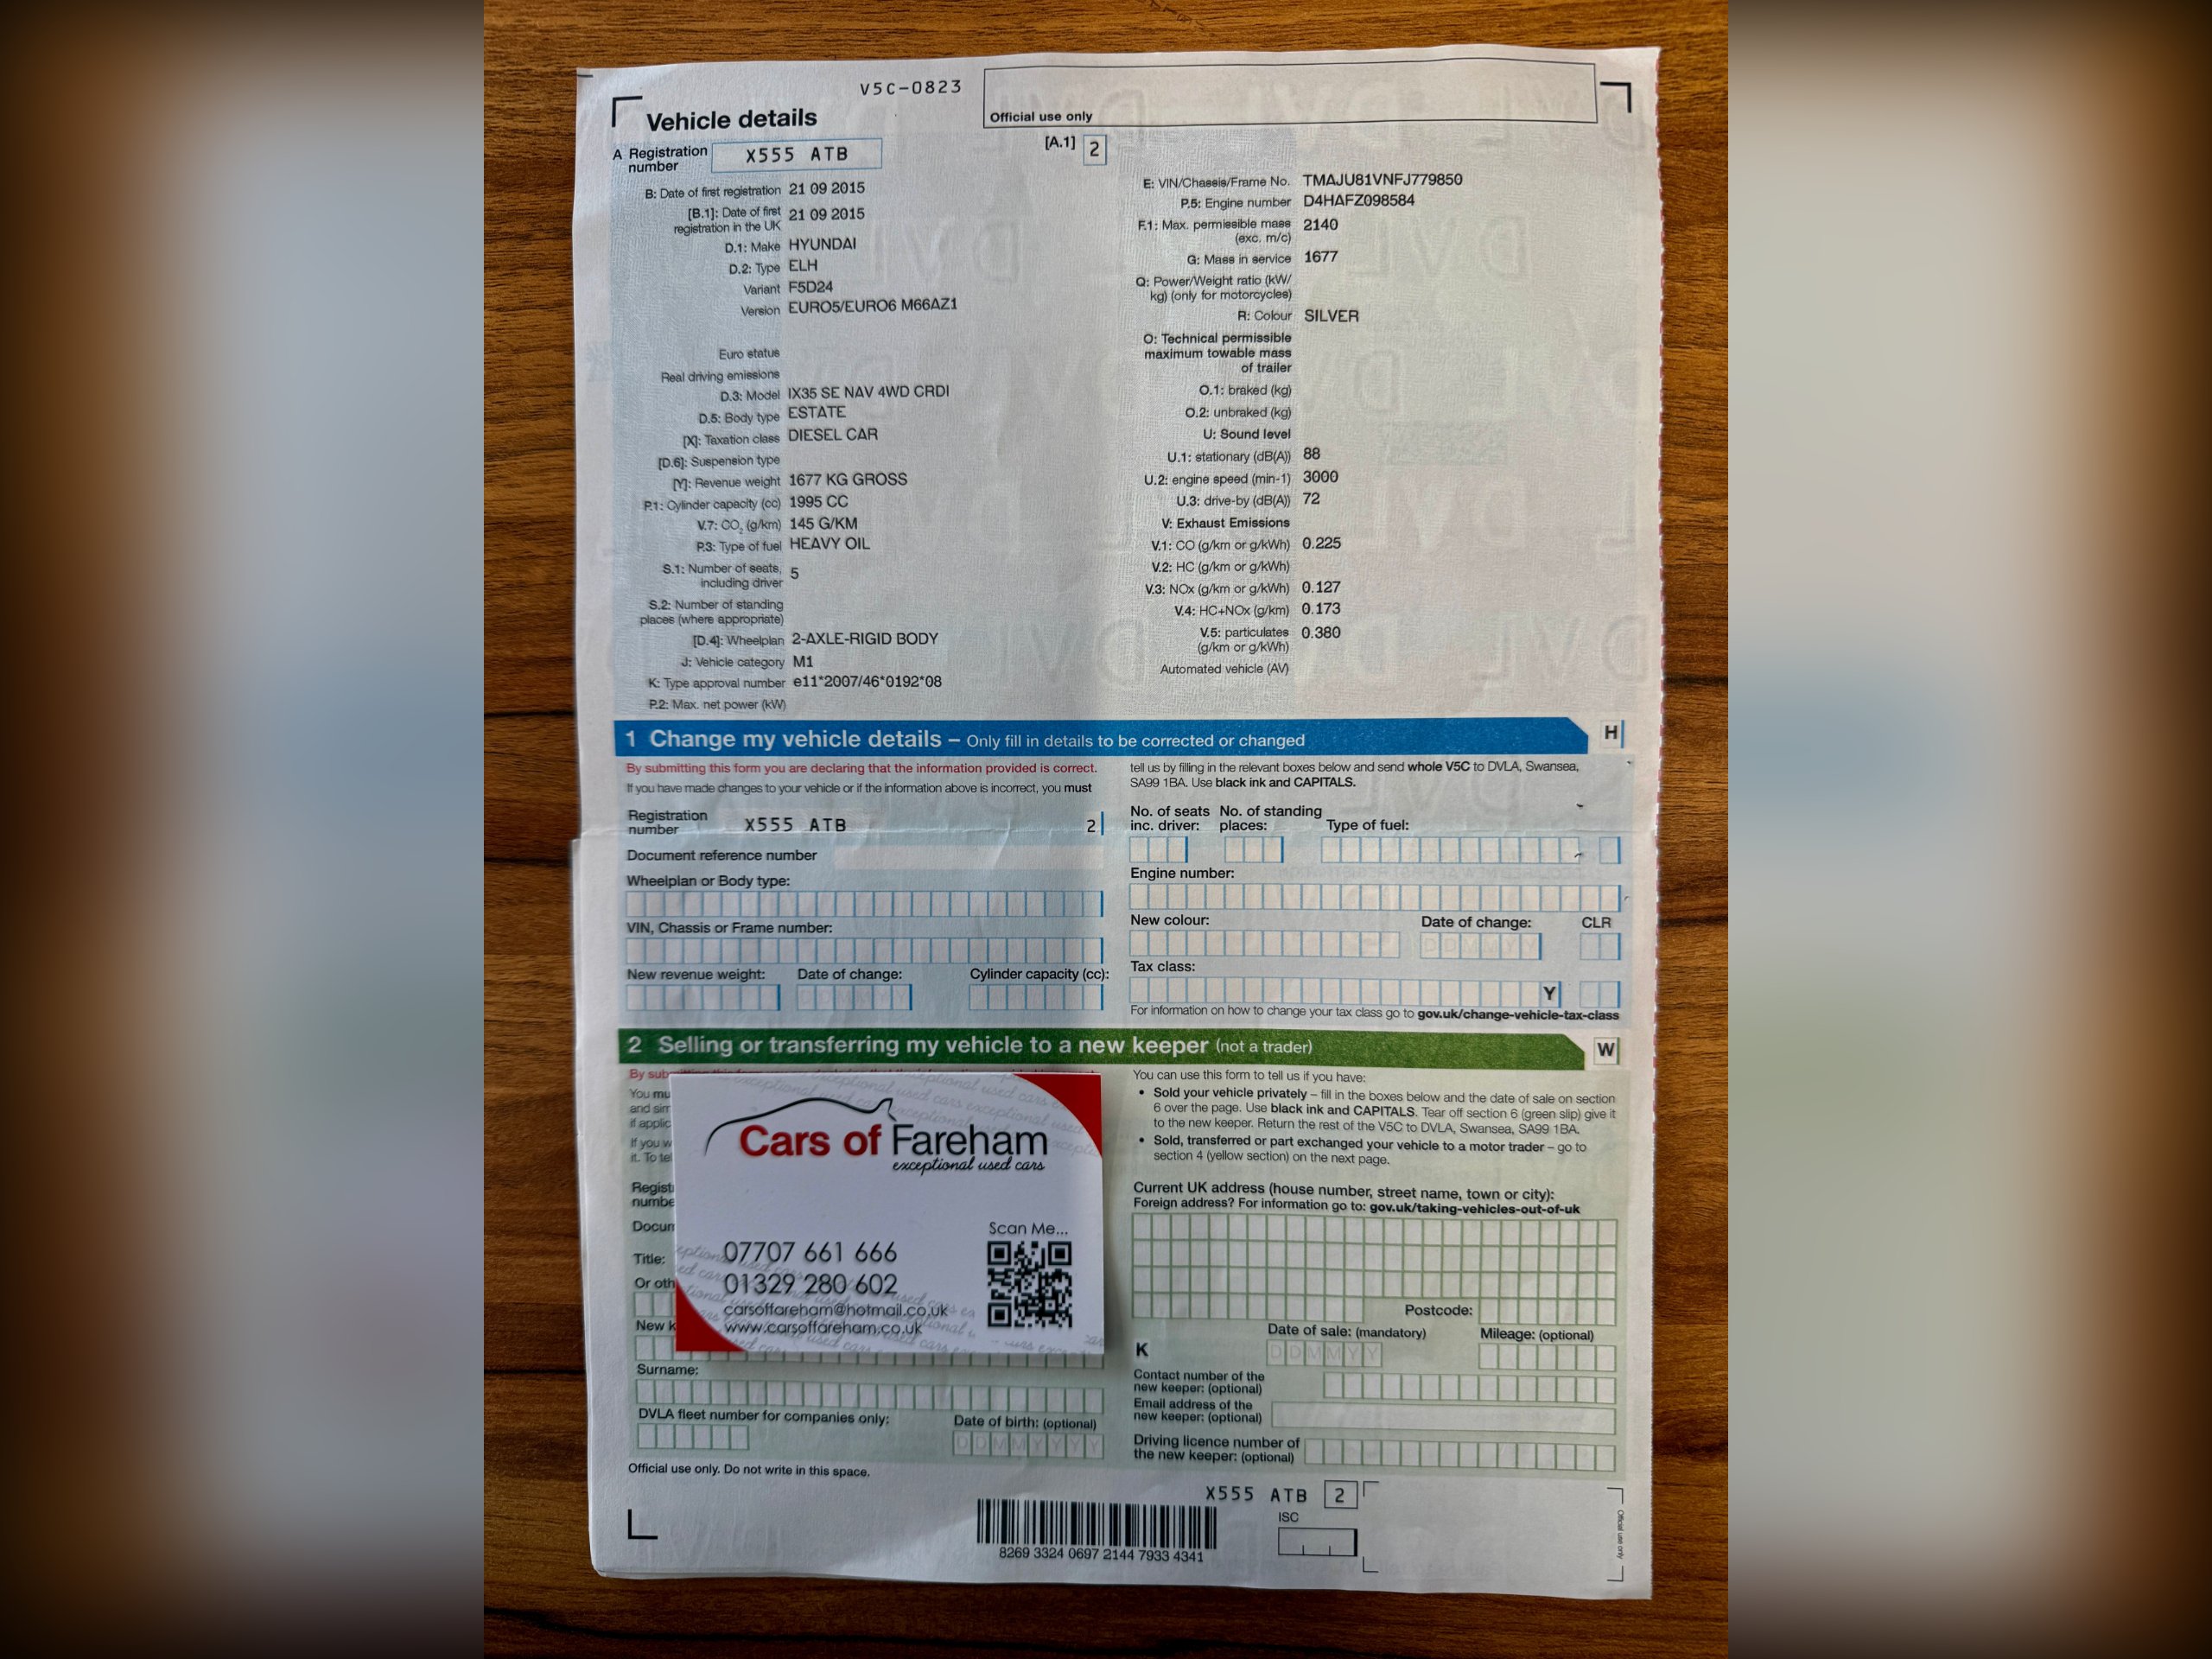 V5C-0823
Official use only
Vehicle details
A Registration number X555 ATB
[A.1] 2
B: Date of first registration 21 09 2015
[B.1]: Date of first registration in the UK 21 09 2015
D.1: Make HYUNDAI
D.2: Type ELH
Variant F5D24
Version EURO5/EURO6 M66AZ1
Euro status
Real driving emissions
D.3: Model IX35 SE NAV 4WD CRDI
D.5: Body type ESTATE
[X]: Taxation class DIESEL CAR
[D.6]: Suspension type
[Y]: Revenue weight 1677 KG GROSS
P.1: Cylinder capacity (cc) 1995 CC
V.7: CO2 (g/km) 145 G/KM
P.3: Type of fuel HEAVY OIL
S.1: Number of seats, including driver 5
S.2: Number of standing places (where appropriate)
[D.4]: Wheelplan 2-AXLE-RIGID BODY
J: Vehicle category M1
K: Type approval number e11*2007/46*0192*08
P.2: Max. net power (kW)
E: VIN/Chassis/Frame No. TMAJU81VNFJ779850
P.5: Engine number D4HAFZ098584
F.1: Max. permissible mass (exc. m/c) 2140
G: Mass in service 1677
Q: Power/Weight ratio (kW/kg) (only for motorcycles)
R: Colour SILVER
O: Technical permissible maximum towable mass of trailer
O.1: braked (kg)
O.2: unbraked (kg)
U: Sound level
U.1: stationary (dB(A)) 88
U.2: engine speed (min-1) 3000
U.3: drive-by (dB(A)) 72
V: Exhaust Emissions
V.1: CO (g/km or g/kWh) 0.225
V.2: HC (g/km or g/kWh)
V.3: NOx (g/km or g/kWh) 0.127
V.4: HC+NOx (g/km) 0.173
V.5: particulates (g/km or g/kWh) 0.380
Automated vehicle (AV)
1 Change my vehicle details – Only fill in details to be corrected or changed H
By submitting this form you are declaring that the information provided is correct.
If you have made changes to your vehicle or if the information above is incorrect, you must
tell us by filling in the relevant boxes below and send whole V5C to DVLA, Swansea,
SA99 1BA. Use black ink and CAPITALS.
Registration number X555 ATB 2
Document reference number
Wheelplan or Body type:
VIN, Chassis or Frame number:
New revenue weight: Date of change: Cylinder capacity (cc):
No. of seats inc. driver: No. of standing places: Type of fuel:
Engine number:
New colour: Date of change: CLR
Tax class:
Y
For information on how to change your tax class go to gov.uk/change-vehicle-tax-class
2 Selling or transferring my vehicle to a new keeper (not a trader) W
By sub
You mu
and sim
if applic
If you w
it. To tel
Regist
numbe
Docum
Title:
Or oth
New k
Surname:
DVLA fleet number for companies only: Date of birth: (optional)
D D M M Y Y Y Y
Official use only. Do not write in this space.
Cars of Fareham
exceptional used cars
Scan Me...
07707 661 666
01329 280 602
carsoffareham@hotmail.co.uk
www.carsoffareham.co.uk
You can use this form to tell us if you have:
• Sold your vehicle privately – fill in the boxes below and the date of sale on section
6 over the page. Use black ink and CAPITALS. Tear off section 6 (green slip) give it
to the new keeper. Return the rest of the V5C to DVLA, Swansea, SA99 1BA.
• Sold, transferred or part exchanged your vehicle to a motor trader – go to
section 4 (yellow section) on the next page.
Current UK address (house number, street name, town or city):
Foreign address? For information go to: gov.uk/taking-vehicles-out-of-uk
Postcode:
Date of sale: (mandatory) Mileage: (optional)
K D D M M Y Y
Contact number of the new keeper: (optional)
Email address of the new keeper: (optional)
Driving licence number of the new keeper: (optional)
X555 ATB 2
ISC
8269 3324 0697 2144 7933 4341
Official use only